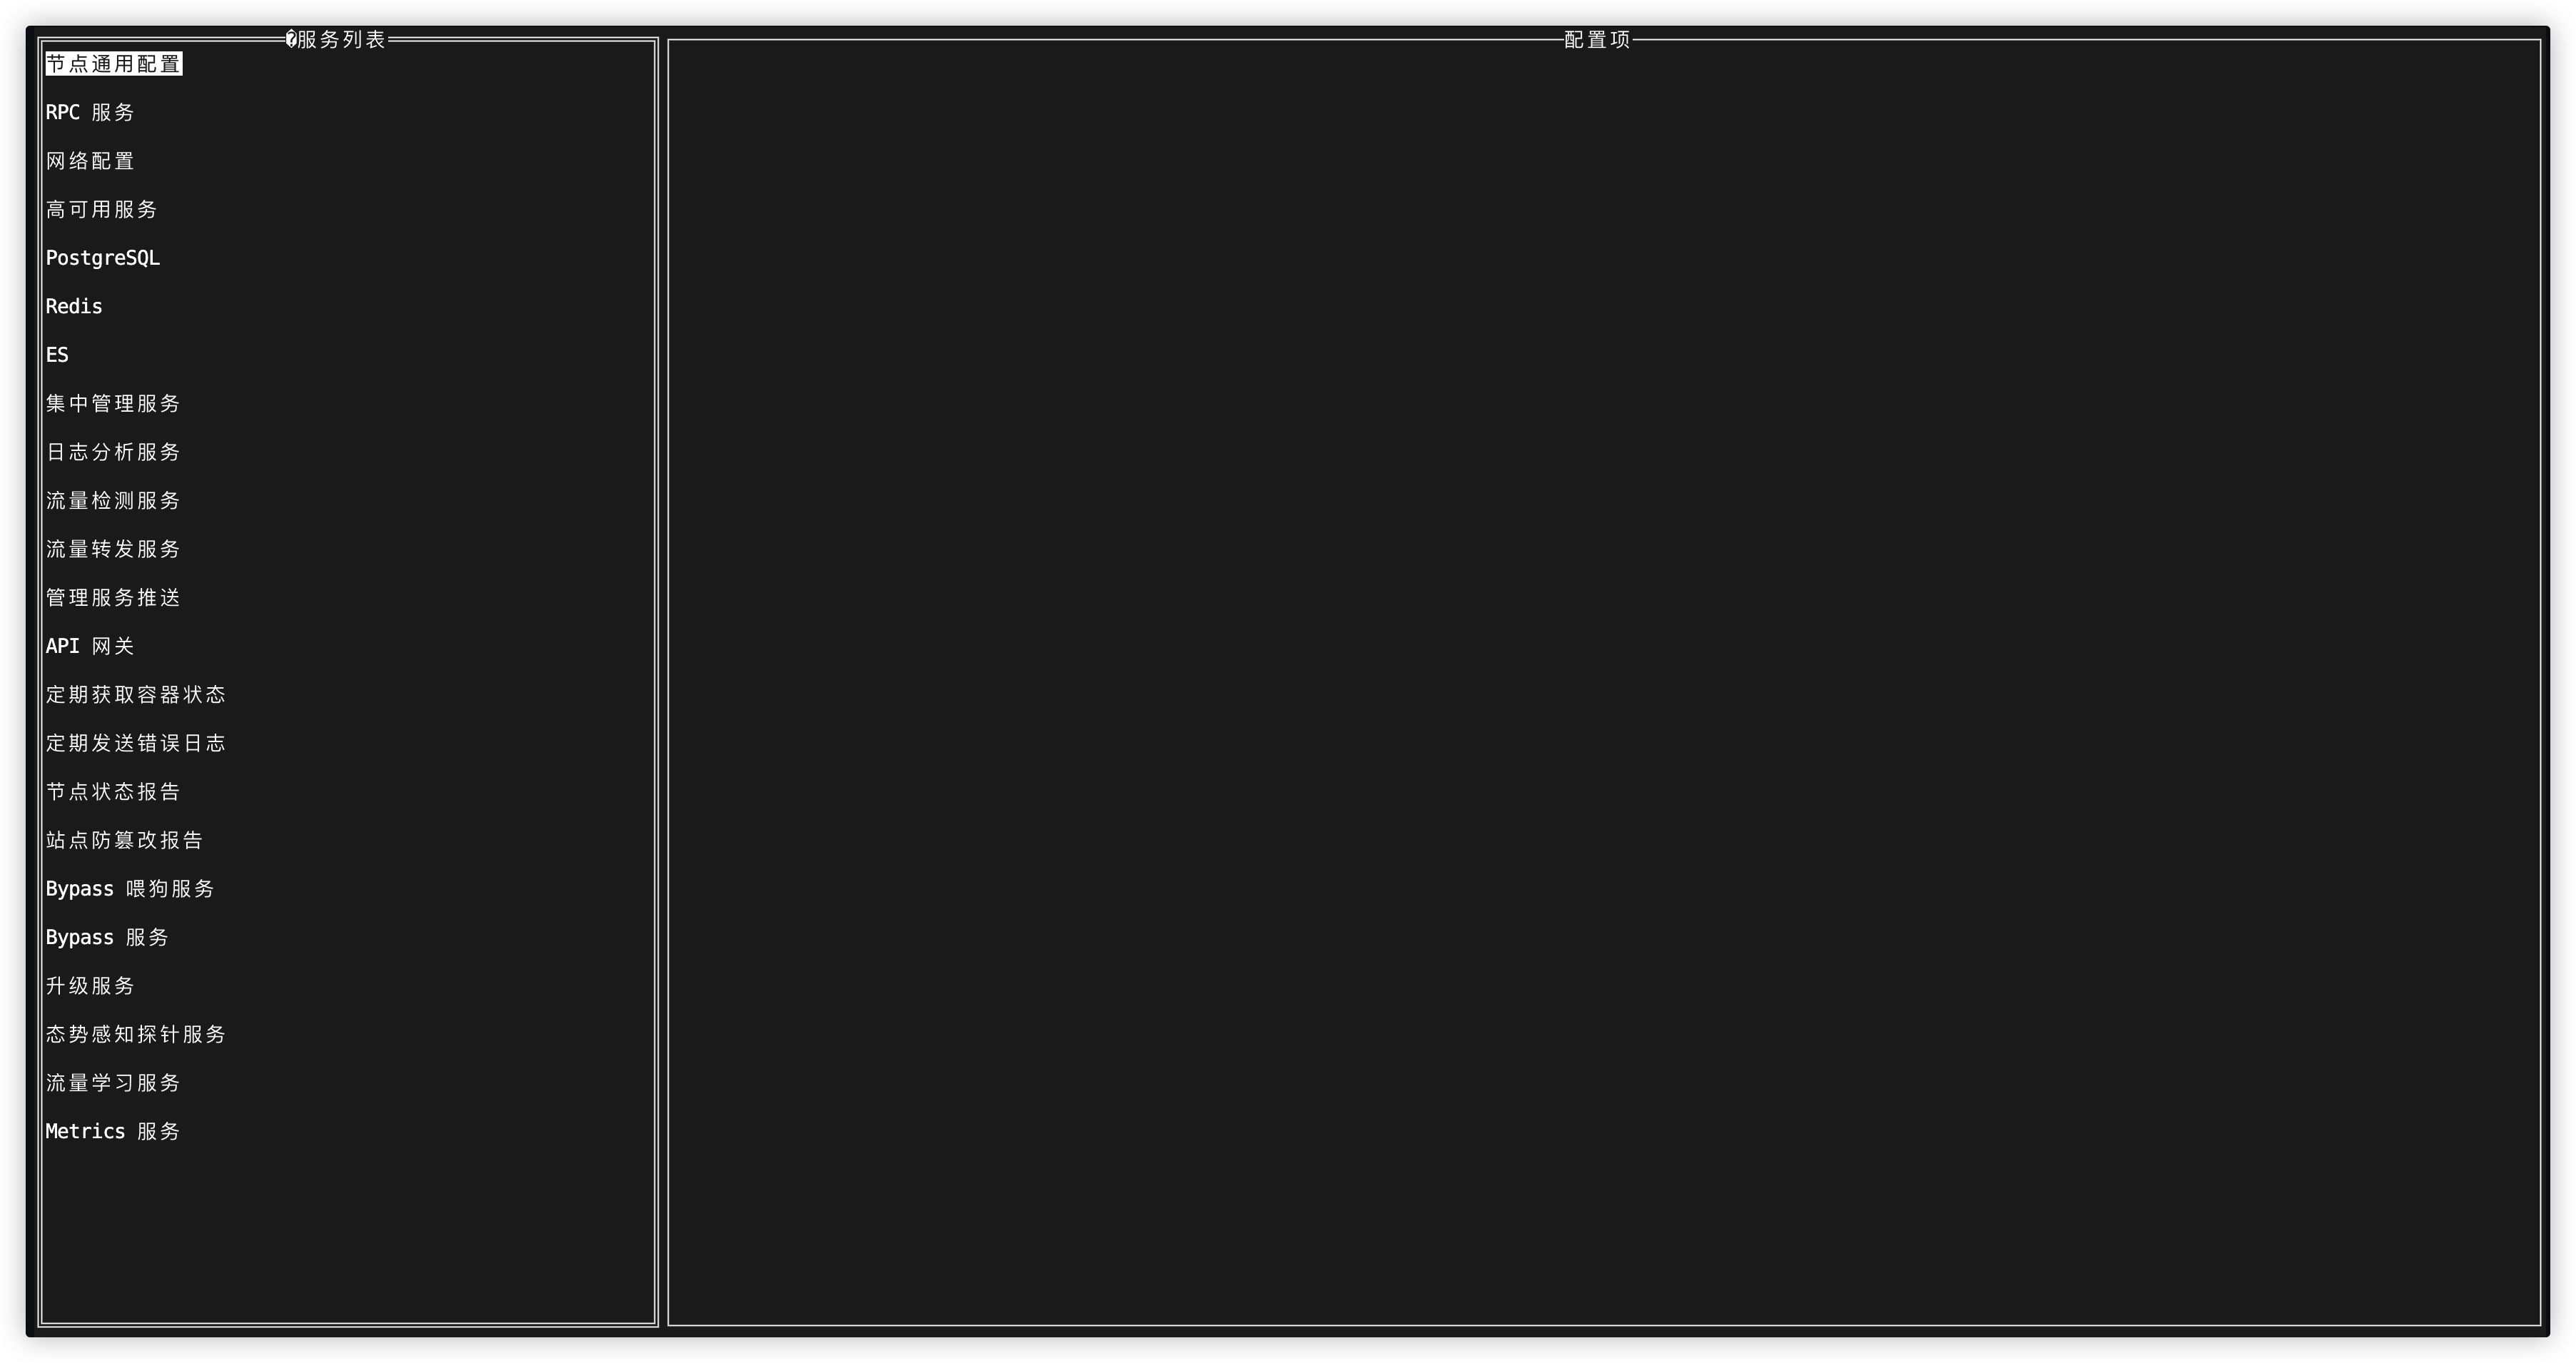 服务列表
配置项
节点通用配置
RPC 服务
网络配置
高可用服务
PostgreSQL
Redis
ES
集中管理服务
日志分析服务
流量检测服务
流量转发服务
管理服务推送
API 网关
定期获取容器状态
定期发送错误日志
节点状态报告
站点防篡改报告
Bypass 喂狗服务
Bypass 服务
升级服务
态势感知探针服务
流量学习服务
Metrics 服务